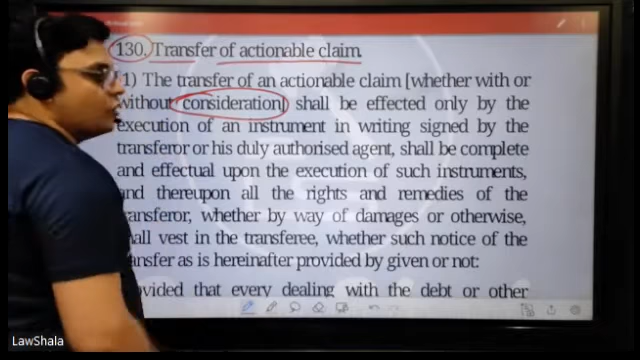 130. Transfer of actionable claim
1) The transfer of an actionable claim [whether with or
without consideration] shall be effected only by the
execution of an instrument in writing signed by the
transferor or his duly authorised agent, shall be complete
and effectual upon the execution of such instruments,
and thereupon all the rights and remedies of the
transferor, whether by way of damages or otherwise,
shall vest in the transferee, whether such notice of the
transfer as is hereinafter provided by given or not:
Provided that every dealing with the debt or other
LawShala